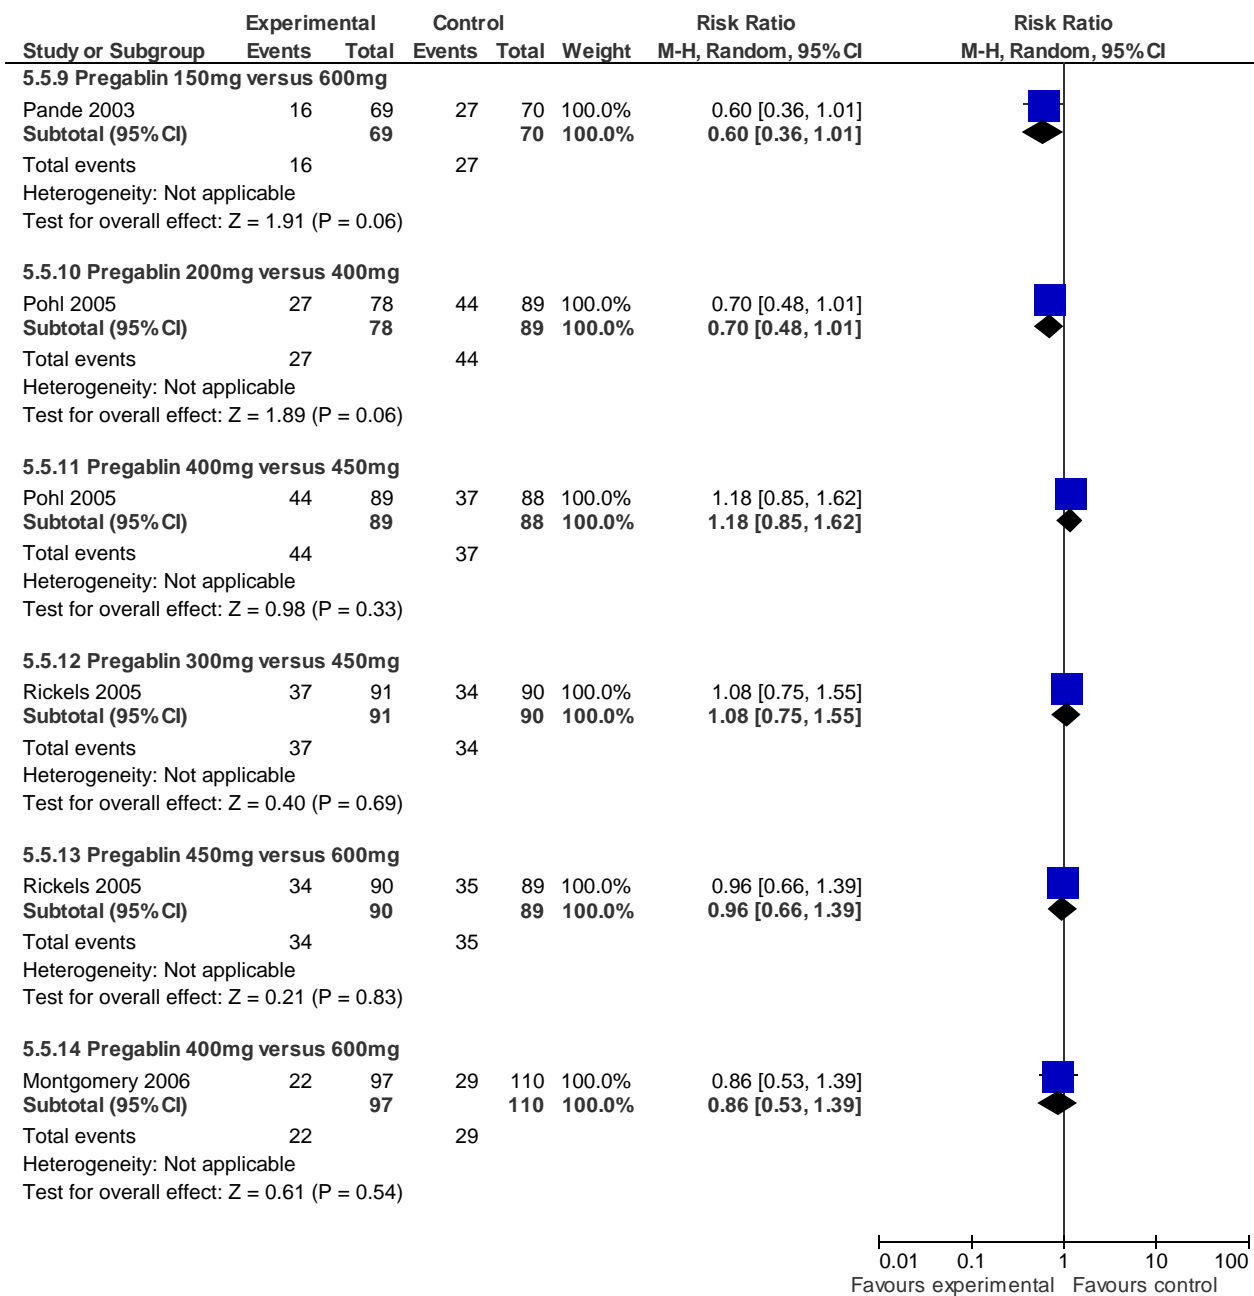 Experimental Control Risk Ratio Risk Ratio
Study or Subgroup Events Total Events Total Weight M-H, Random, 95% CI M-H, Random, 95% CI
5.5.9 Pregablin 150mg versus 600mg
Pande 2003 16 69 27 70 100.0% 0.60 [0.36, 1.01]
Subtotal (95% CI) 69 70 100.0% 0.60 [0.36, 1.01]
Total events 16 27
Heterogeneity: Not applicable
Test for overall effect: Z = 1.91 (P = 0.06)
5.5.10 Pregablin 200mg versus 400mg
Pohl 2005 27 78 44 89 100.0% 0.70 [0.48, 1.01]
Subtotal (95% CI) 78 89 100.0% 0.70 [0.48, 1.01]
Total events 27 44
Heterogeneity: Not applicable
Test for overall effect: Z = 1.89 (P = 0.06)
5.5.11 Pregablin 400mg versus 450mg
Pohl 2005 44 89 37 88 100.0% 1.18 [0.85, 1.62]
Subtotal (95% CI) 89 88 100.0% 1.18 [0.85, 1.62]
Total events 44 37
Heterogeneity: Not applicable
Test for overall effect: Z = 0.98 (P = 0.33)
5.5.12 Pregablin 300mg versus 450mg
Rickels 2005 37 91 34 90 100.0% 1.08 [0.75, 1.55]
Subtotal (95% CI) 91 90 100.0% 1.08 [0.75, 1.55]
Total events 37 34
Heterogeneity: Not applicable
Test for overall effect: Z = 0.40 (P = 0.69)
5.5.13 Pregablin 450mg versus 600mg
Rickels 2005 34 90 35 89 100.0% 0.96 [0.66, 1.39]
Subtotal (95% CI) 90 89 100.0% 0.96 [0.66, 1.39]
Total events 34 35
Heterogeneity: Not applicable
Test for overall effect: Z = 0.21 (P = 0.83)
5.5.14 Pregablin 400mg versus 600mg
Montgomery 2006 22 97 29 110 100.0% 0.86 [0.53, 1.39]
Subtotal (95% CI) 97 110 100.0% 0.86 [0.53, 1.39]
Total events 22 29
Heterogeneity: Not applicable
Test for overall effect: Z = 0.61 (P = 0.54)
0.01 0.1 1 10 100
Favours experimental Favours control